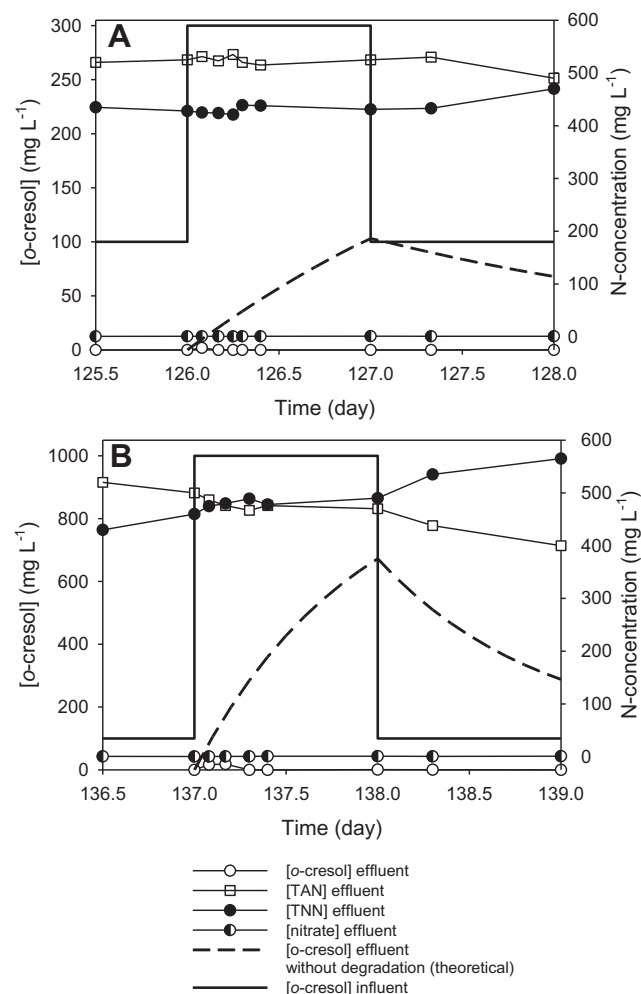 A
300
250
200
150
100
50
0
[o-cresol] (mg L-1)
600
500
400
300
200
100
0
N-concentration (mg L-1)
125.5 126.0 126.5 127.0 127.5 128.0
Time (day)
B
1000
800
600
400
200
0
[o-cresol] (mg L-1)
600
500
400
300
200
100
0
N-concentration (mg L-1)
136.5 137.0 137.5 138.0 138.5 139.0
Time (day)
[o-cresol] effluent
[TAN] effluent
[TNN] effluent
[nitrate] effluent
[o-cresol] effluent
without degradation (theoretical)
[o-cresol] influent